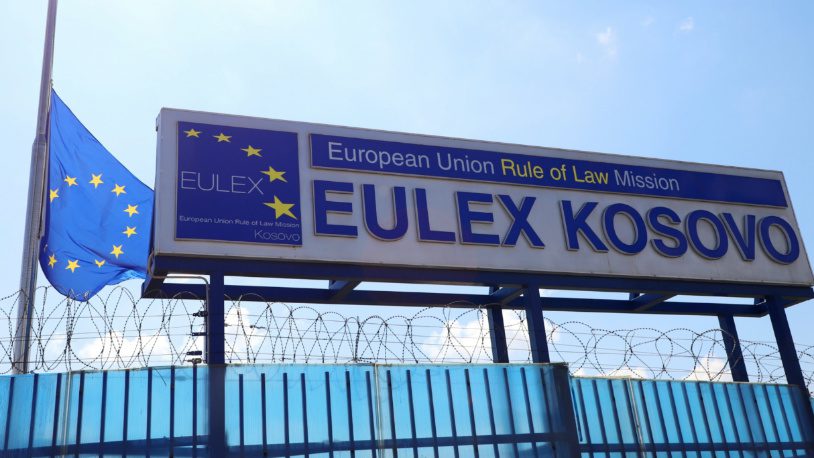 EULEX
European Union Rule of Law Mission
Kosovo
European Union Rule of Law Mission
EULEX KOSOVO